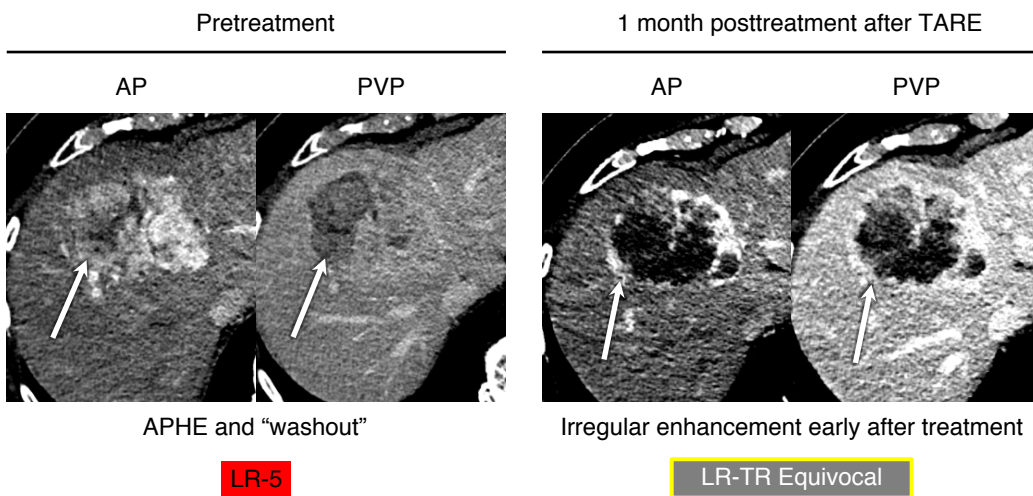 Pretreatment
1 month posttreatment after TARE
AP
PVP
AP
PVP
APHE and “washout”
Irregular enhancement early after treatment
LR-5
LR-TR Equivocal